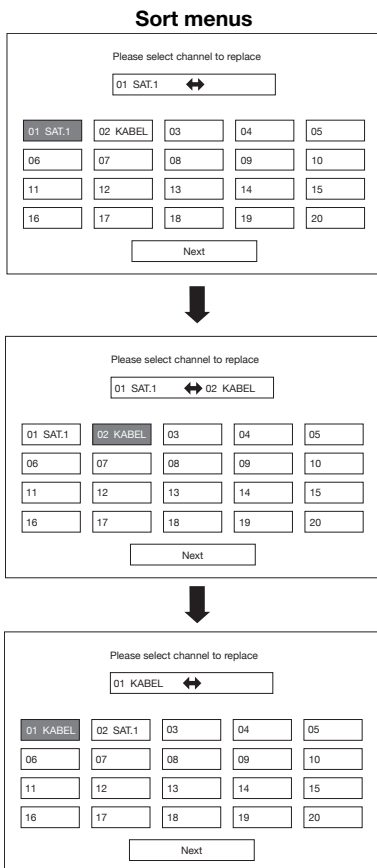 Sort menus
Please select channel to replace
01 SAT.1 ⬌
01 SAT.1 02 KABEL 03 04 05
06 07 08 09 10
11 12 13 14 15
16 17 18 19 20
Next
Please select channel to replace
01 SAT.1 ⬌ 02 KABEL
01 SAT.1 02 KABEL 03 04 05
06 07 08 09 10
11 12 13 14 15
16 17 18 19 20
Next
Please select channel to replace
01 KABEL ⬌
01 KABEL 02 SAT.1 03 04 05
06 07 08 09 10
11 12 13 14 15
16 17 18 19 20
Next